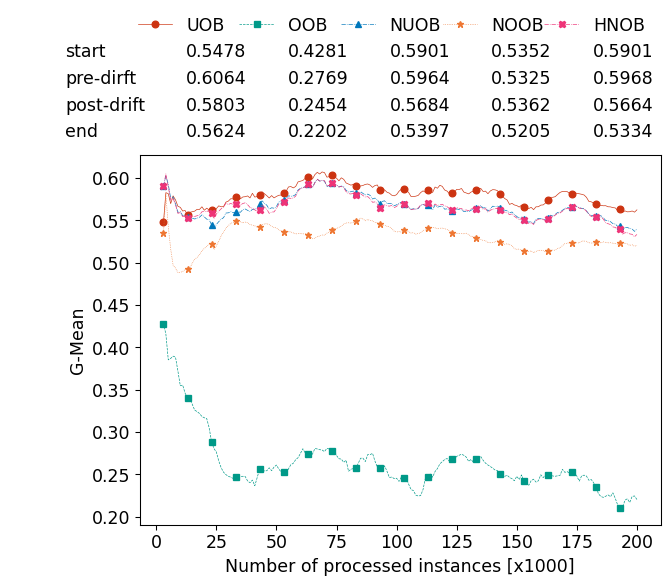 UOB OOB NUOB NOOB HNOB
start 0.5478 0.4281 0.5901 0.5352 0.5901
pre-dirft 0.6064 0.2769 0.5964 0.5325 0.5968
post-drift 0.5803 0.2454 0.5684 0.5362 0.5664
end 0.5624 0.2202 0.5397 0.5205 0.5334
0.60
0.55
0.50
0.45
0.40
0.35
0.30
0.25
0.20
G-Mean
0 25 50 75 100 125 150 175 200
Number of processed instances [x1000]